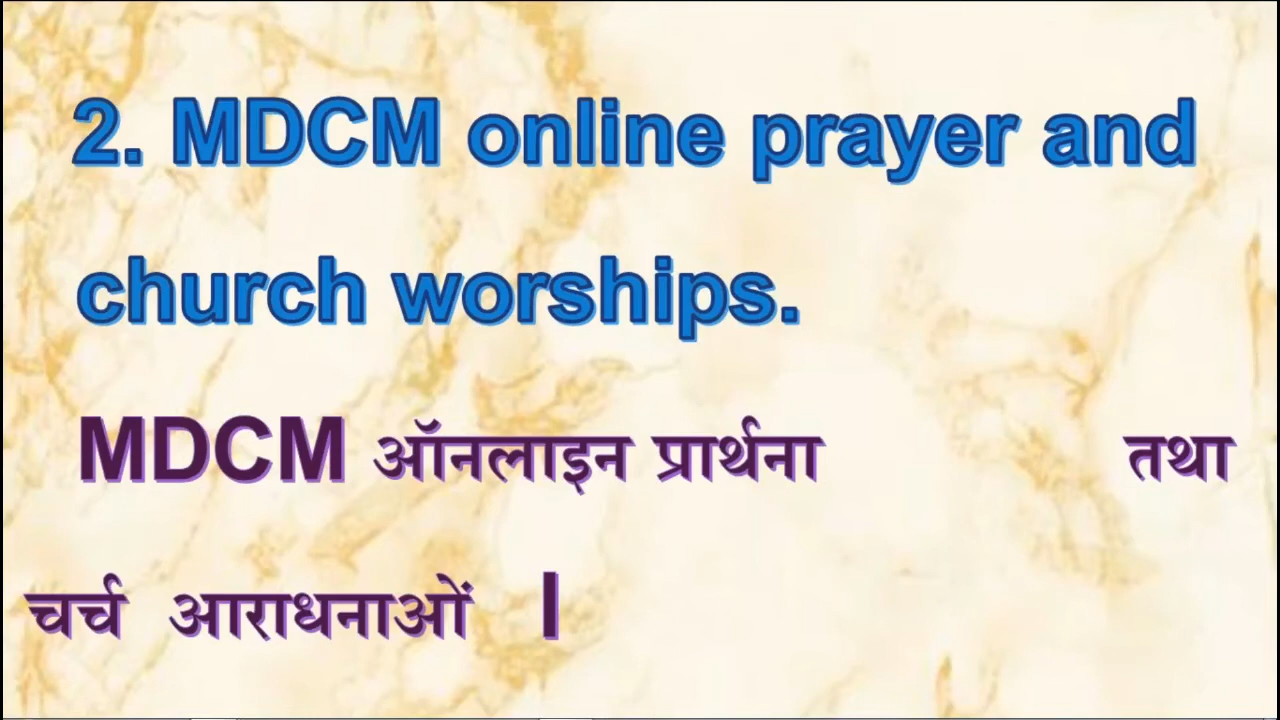 2. MDCM online prayer and
church worships.
MDCM ऑनलाइन प्रार्थना तथा
चर्च आराधनाओं ।